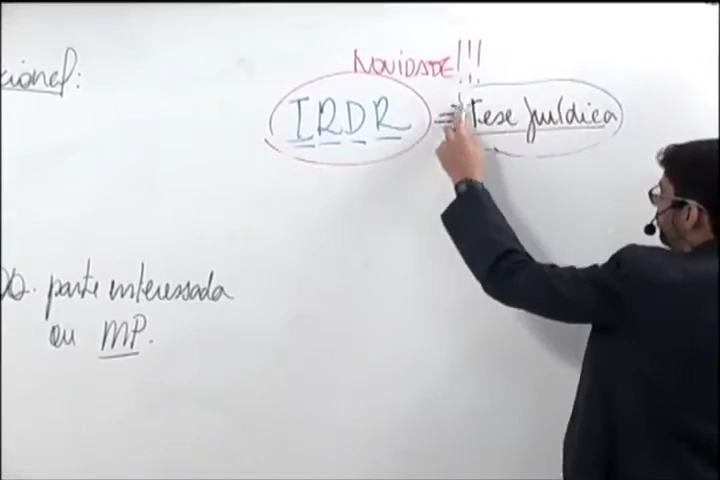 NOVIDADE!!!
cional:
IRDR = Tese Jurídica
parte interessada
ou MP.